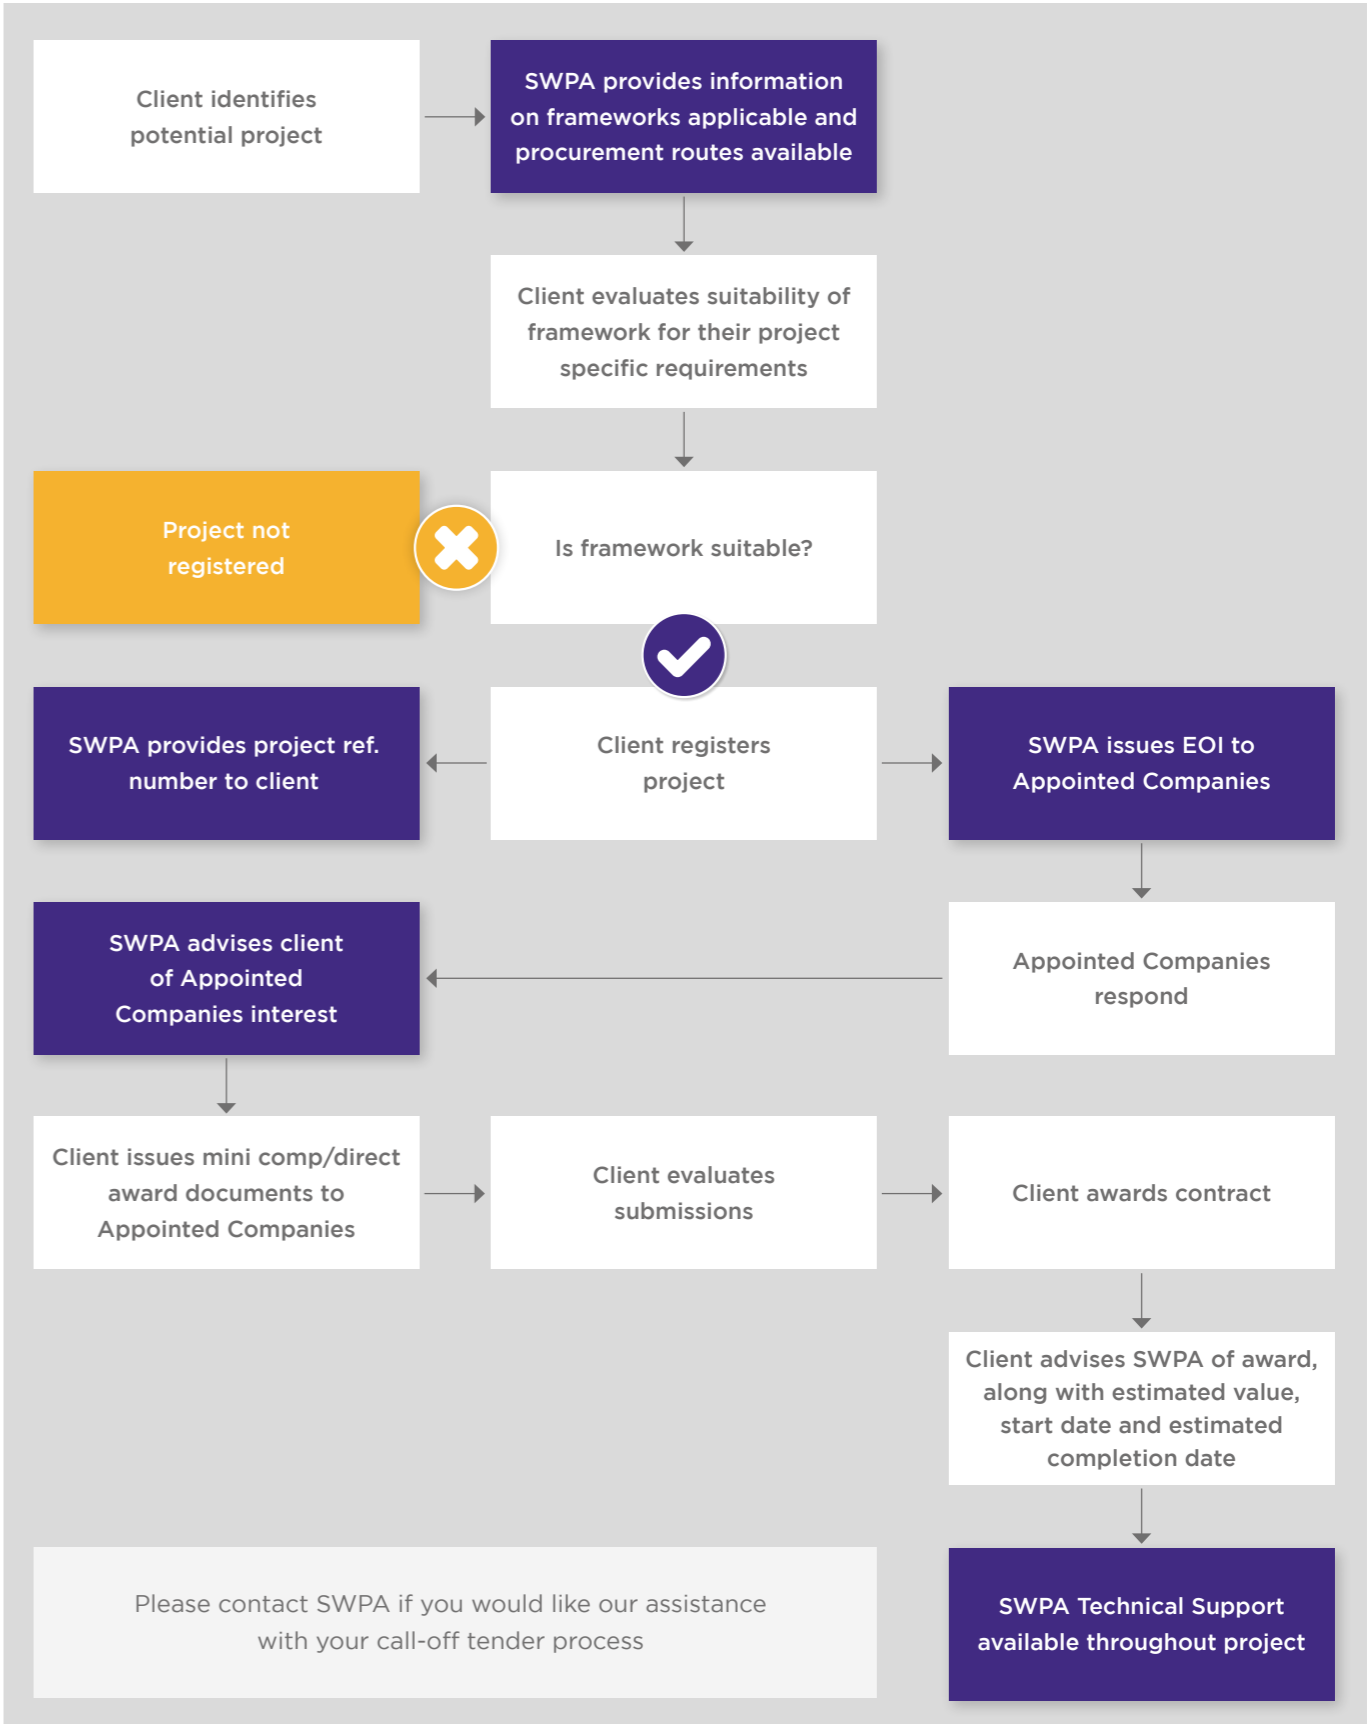 Client identifies
potential project
SWPA provides information
on frameworks applicable and
procurement routes available
Client evaluates suitability of
framework for their project
specific requirements
Project not
registered
Is framework suitable?
SWPA provides project ref.
number to client
Client registers
project
SWPA issues EOI to
Appointed Companies
SWPA advises client
of Appointed
Companies interest
Appointed Companies
respond
Client issues mini comp/direct
award documents to
Appointed Companies
Client evaluates
submissions
Client awards contract
Client advises SWPA of award,
along with estimated value,
start date and estimated
completion date
Please contact SWPA if you would like our assistance
with your call-off tender process
SWPA Technical Support
available throughout project